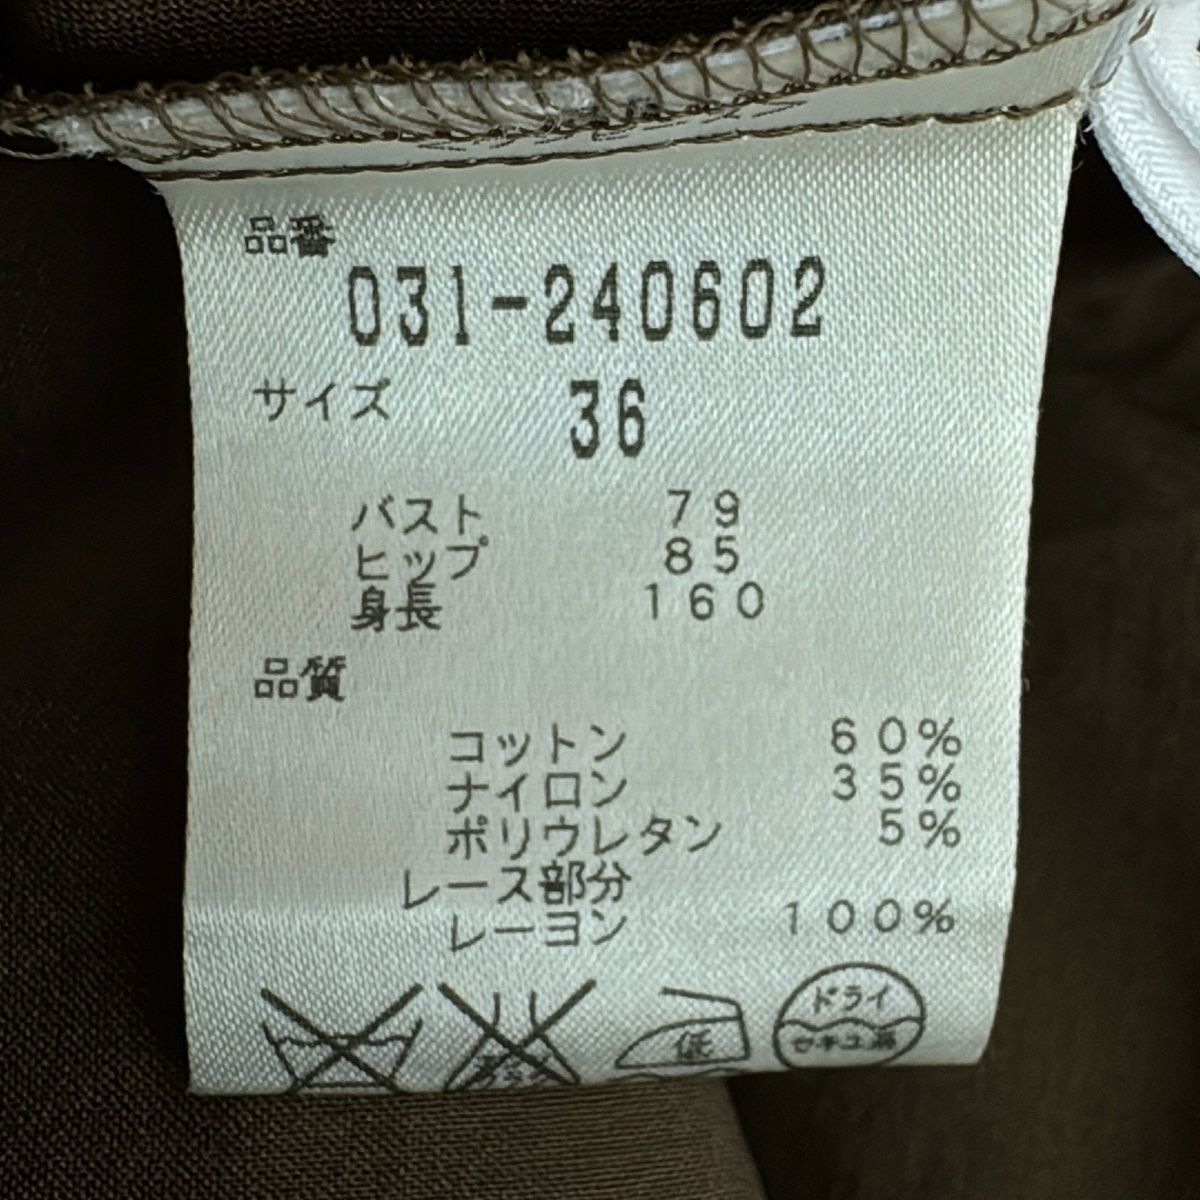 品番
031-240602
サイズ 36
バスト 79
ヒップ 85
身長 160
品質
コットン 60%
ナイロン 35%
ポリウレタン 5%
レース部分
レーヨン 100%
低
ドライ
セキユ系